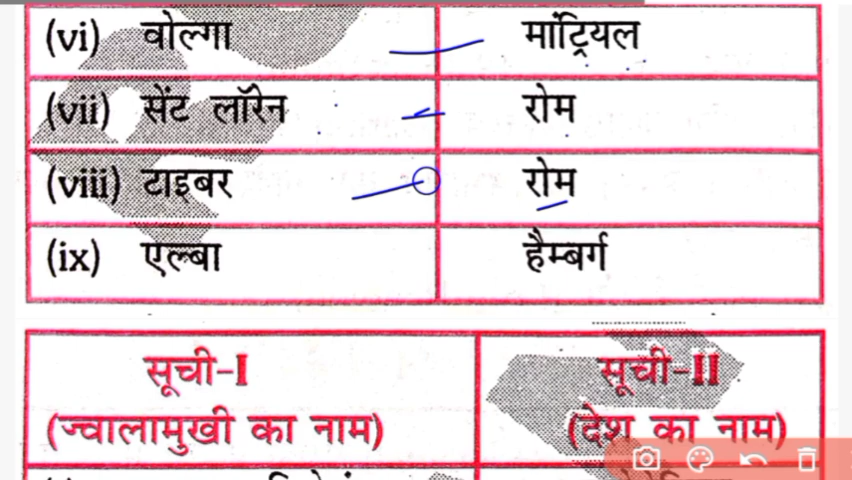 (vi) वोल्गा मांट्रियल
(vii) सेंट लॉरेन रोम
(viii) टाइबर रोम
(ix) एल्बा हैम्बर्ग
सूची-I सूची-II
(ज्वालामुखी का नाम) (देश का नाम)